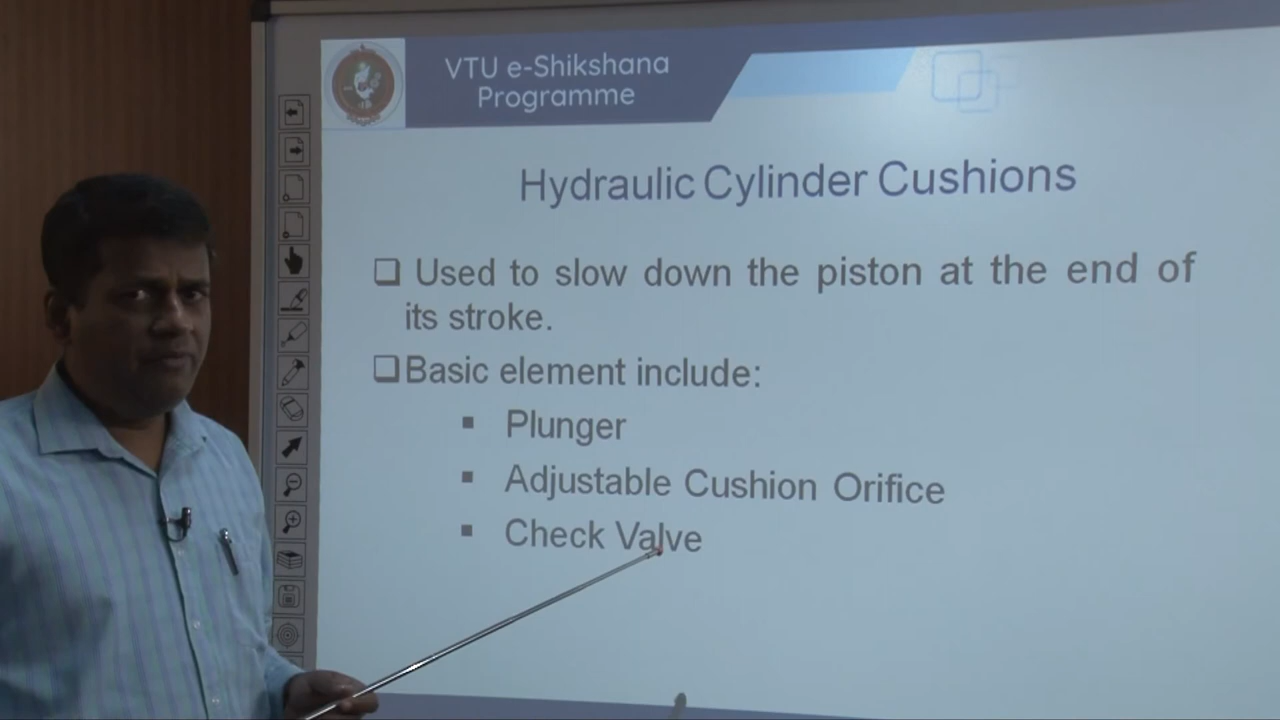 VTU e-Shikshana
Programme
Hydraulic Cylinder Cushions
Used to slow down the piston at the end of
its stroke.
Basic element include:
Plunger
Adjustable Cushion Orifice
Check Valve